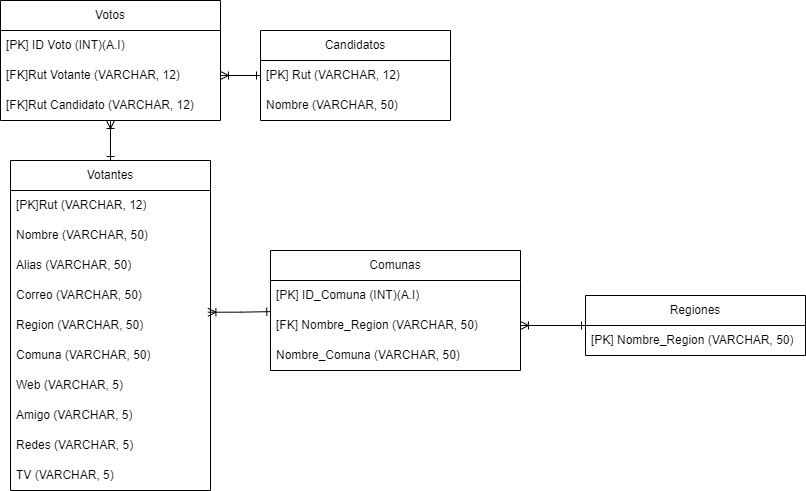 Votos
[PK] ID Voto (INT)(A.I)
[FK]Rut Votante (VARCHAR, 12)
[FK]Rut Candidato (VARCHAR, 12)
Candidatos
[PK] Rut (VARCHAR, 12)
Nombre (VARCHAR, 50)
Votantes
[PK]Rut (VARCHAR, 12)
Nombre (VARCHAR, 50)
Alias (VARCHAR, 50)
Correo (VARCHAR, 50)
Region (VARCHAR, 50)
Comuna (VARCHAR, 50)
Web (VARCHAR, 5)
Amigo (VARCHAR, 5)
Redes (VARCHAR, 5)
TV (VARCHAR, 5)
Comunas
[PK] ID_Comuna (INT)(A.I)
[FK] Nombre_Region (VARCHAR, 50)
Nombre_Comuna (VARCHAR, 50)
Regiones
[PK] Nombre_Region (VARCHAR, 50)